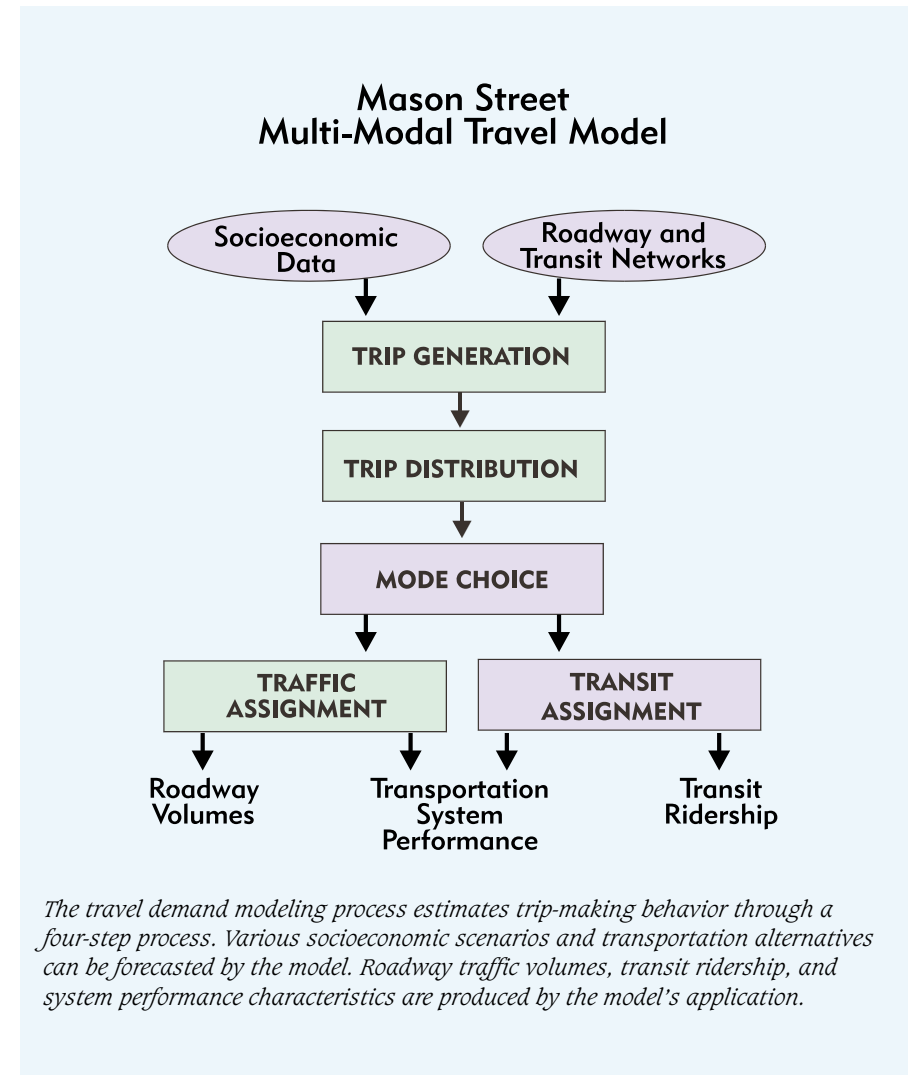 Mason Street
Multi-Modal Travel Model
Socioeconomic
Data
Roadway and
Transit Networks
TRIP GENERATION
TRIP DISTRIBUTION
MODE CHOICE
TRAFFIC
ASSIGNMENT
TRANSIT
ASSIGNMENT
Roadway
Volumes
Transportation
System
Performance
Transit
Ridership
The travel demand modeling process estimates trip-making behavior through a
four-step process. Various socioeconomic scenarios and transportation alternatives
can be forecasted by the model. Roadway traffic volumes, transit ridership, and
system performance characteristics are produced by the model's application.